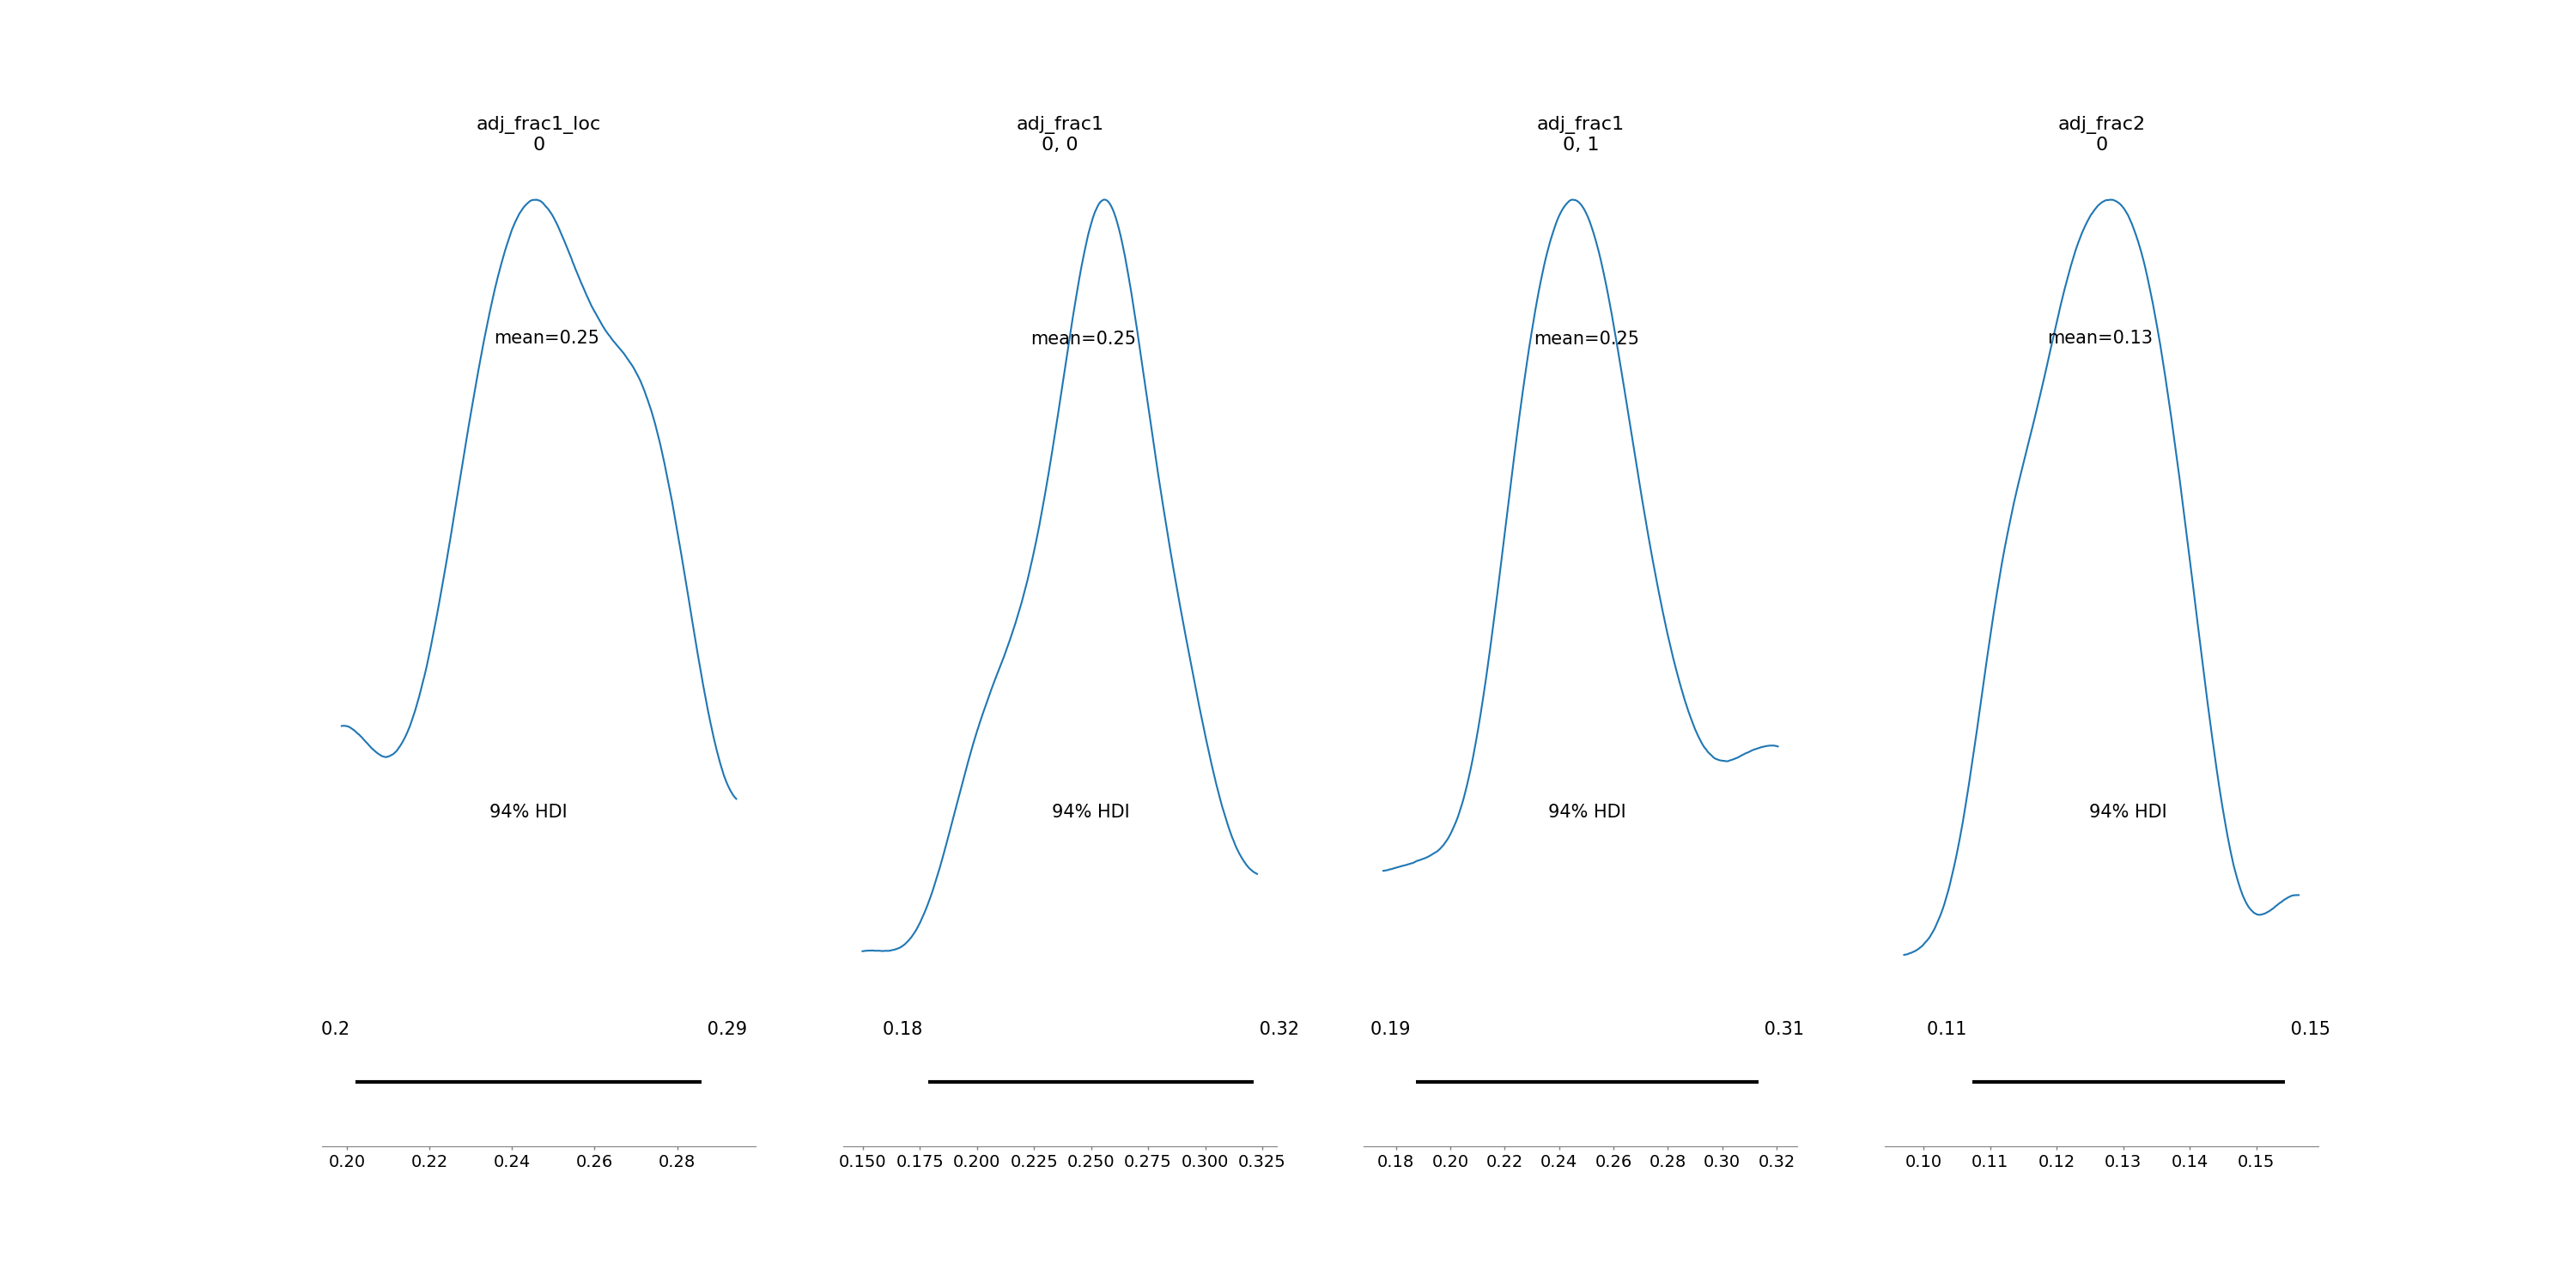 adj_frac1_loc
0
mean=0.25
94% HDI
0.2 0.29
0.20 0.22 0.24 0.26 0.28
adj_frac1
0, 0
mean=0.25
94% HDI
0.18 0.32
0.150 0.175 0.200 0.225 0.250 0.275 0.300 0.325
adj_frac1
0, 1
mean=0.25
94% HDI
0.19 0.31
0.18 0.20 0.22 0.24 0.26 0.28 0.30 0.32
adj_frac2
0
mean=0.13
94% HDI
0.11 0.15
0.10 0.11 0.12 0.13 0.14 0.15